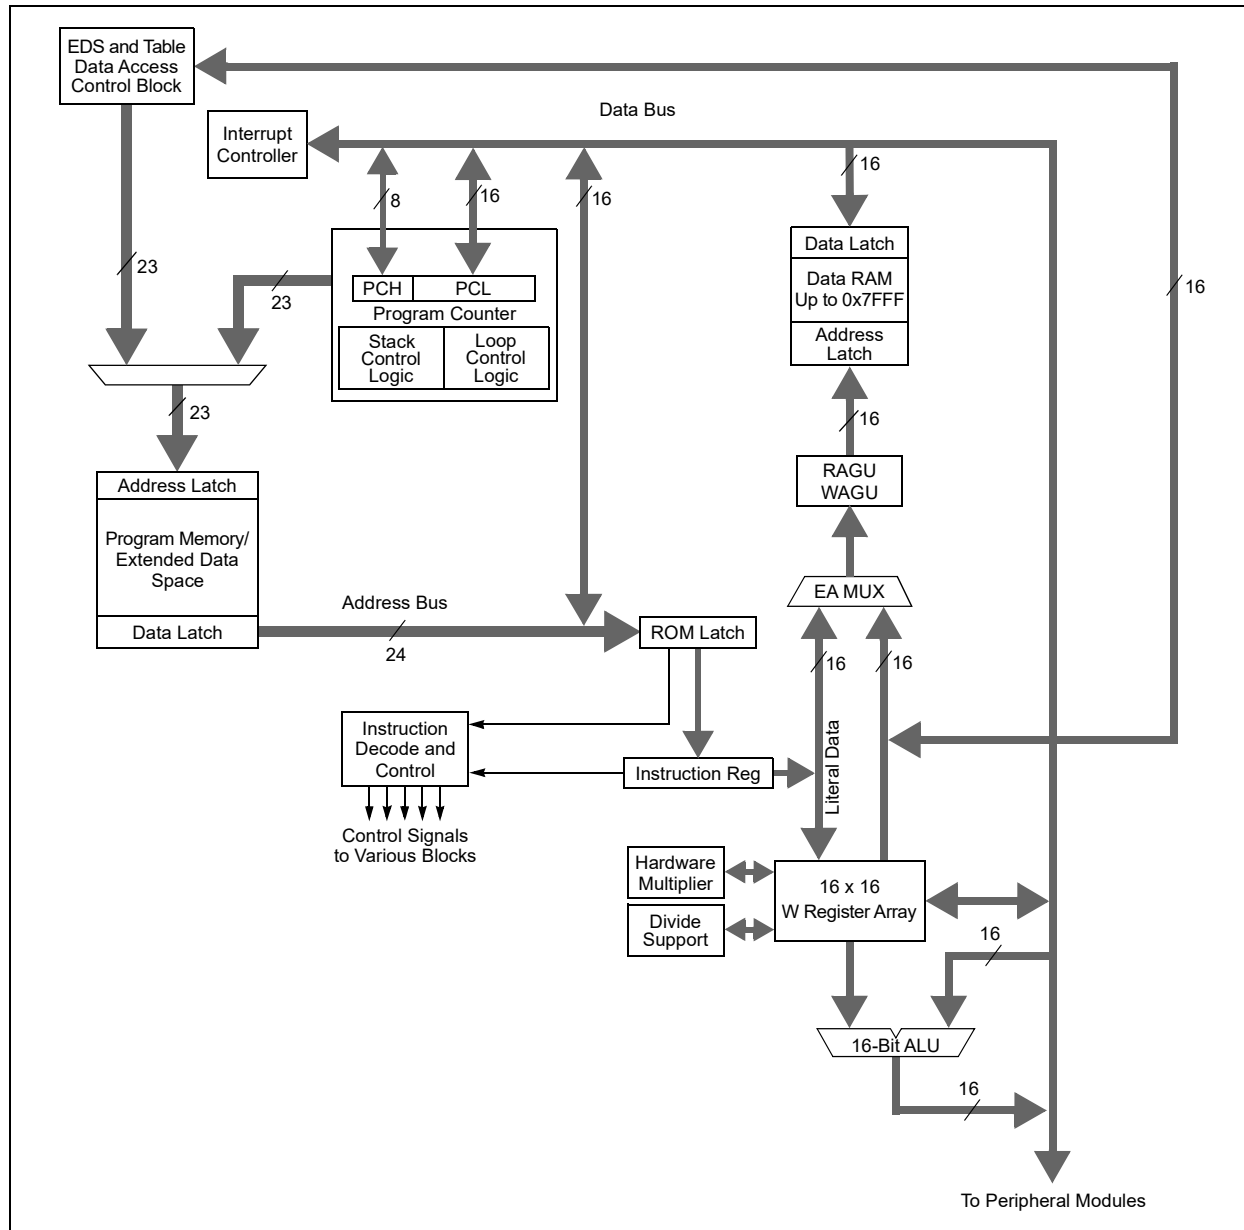 EDS and Table
Data Access
Control Block
Data Bus
Interrupt
Controller
16
8
16
16
23
23
16
Data Latch
Data RAM
Up to 0x7FFF
Address
Latch
PCH
PCL
Program Counter
Stack
Control
Logic
Loop
Control
Logic
23
16
Address Latch
Program Memory/
Extended Data
Space
Data Latch
RAGU
WAGU
EA MUX
Address Bus
24
ROM Latch
16
16
Instruction
Decode and
Control
Instruction Reg
Literal Data
Control Signals
to Various Blocks
Hardware
Multiplier
16 x 16
W Register Array
Divide
Support
16
16-Bit ALU
16
To Peripheral Modules